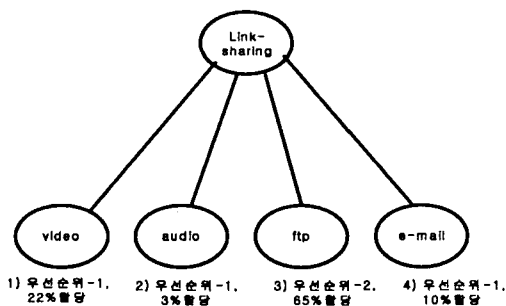 Link-
sharing
video
audio
ftp
e-mail
1) 우선순위-1,
22%할당
2) 우선순위-1,
3%할당
3) 우선순위-2,
65%할당
4) 우선순위-1,
10%할당